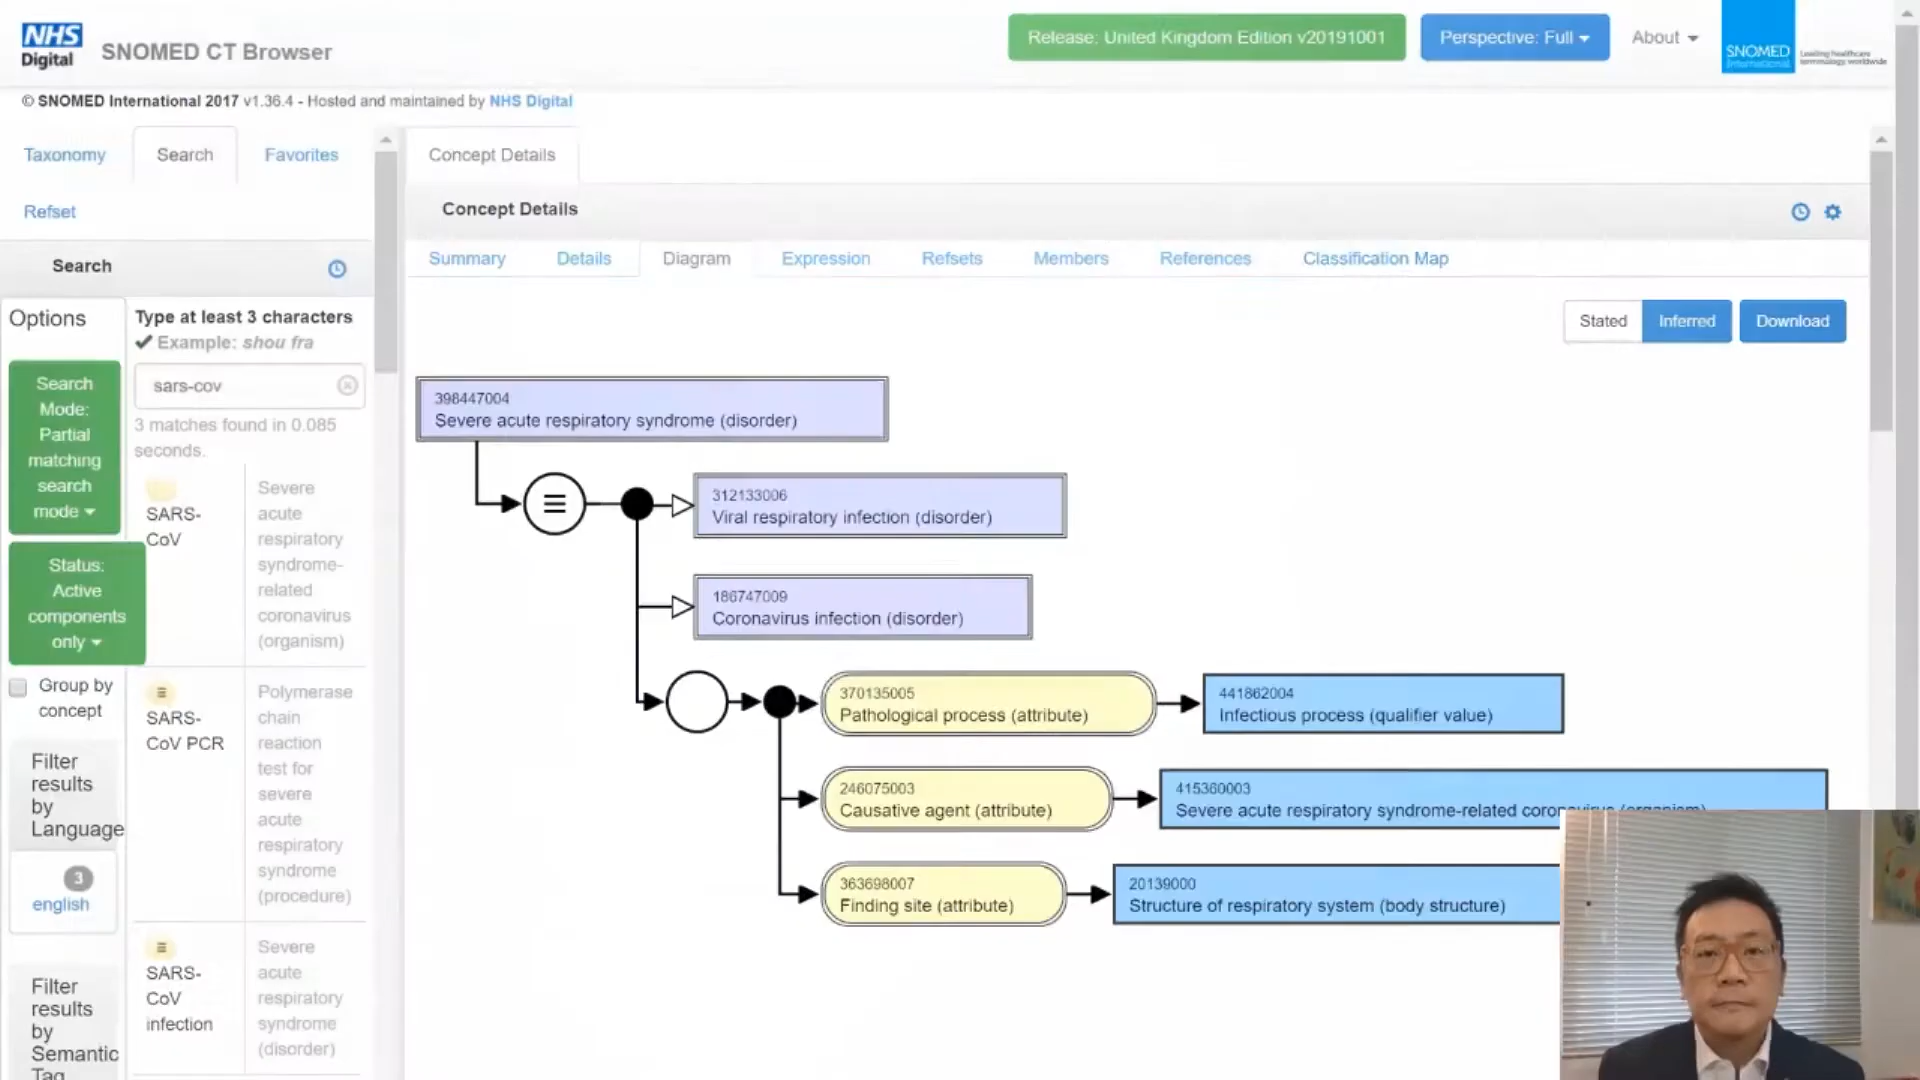 NHS
Digital
SNOMED CT Browser
Release: United Kingdom Edition v20191001
Perspective: Full
About
SNOMED
International
Leading healthcare
terminology, worldwide
© SNOMED International 2017 v1.36.4 - Hosted and maintained by NHS Digital
Taxonomy
Search
Favorites
Refset
Search
Options
Search
Mode:
Partial
matching
search
mode
Status:
Active
components
only
Group by
concept
Filter
results
by
Language
3
english
Filter
results
by
Semantic
Tag
Type at least 3 characters
Example: shou fra
sars-cov
3 matches found in 0.085
seconds.
SARS-
CoV
Severe
acute
respiratory
syndrome-
related
coronavirus
(organism)
SARS-
CoV PCR
Polymerase
chain
reaction
test for
severe
acute
respiratory
syndrome
(procedure)
SARS-
CoV
infection
Severe
acute
respiratory
syndrome
(disorder)
Concept Details
Concept Details
Summary
Details
Diagram
Expression
Refsets
Members
References
Classification Map
Stated
Inferred
Download
398447004
Severe acute respiratory syndrome (disorder)
312133006
Viral respiratory infection (disorder)
186747009
Coronavirus infection (disorder)
370135005
Pathological process (attribute)
441862004
Infectious process (qualifier value)
246075003
Causative agent (attribute)
415360003
Severe acute respiratory syndrome-related coronavirus (organism)
363698007
Finding site (attribute)
20139000
Structure of respiratory system (body structure)